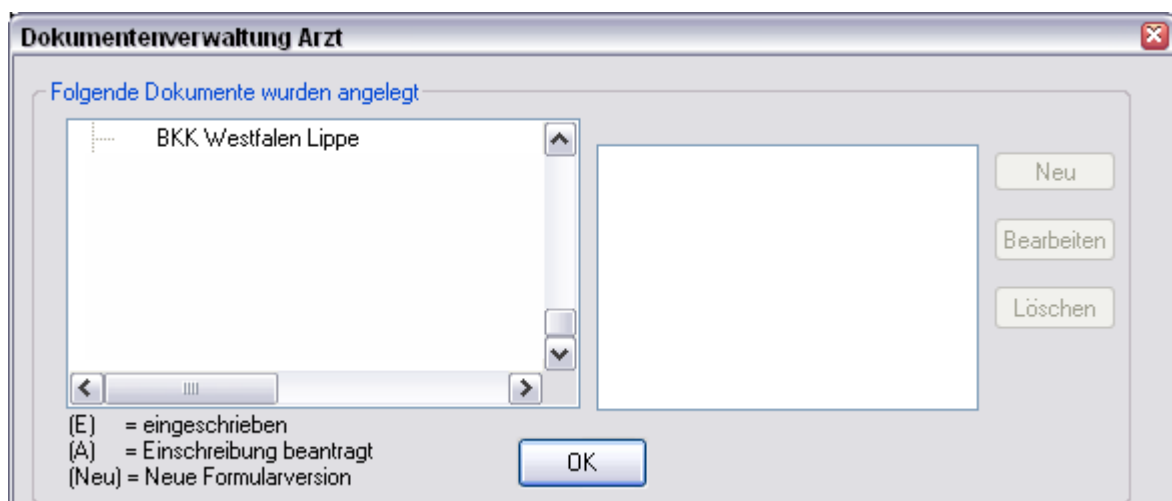 Dokumentenverwaltung Arzt
Folgende Dokumente wurden angelegt
BKK Westfalen Lippe
Neu
Bearbeiten
Löschen
(E) = eingeschrieben
(A) = Einschreibung beantragt
(Neu) = Neue Formularversion
OK